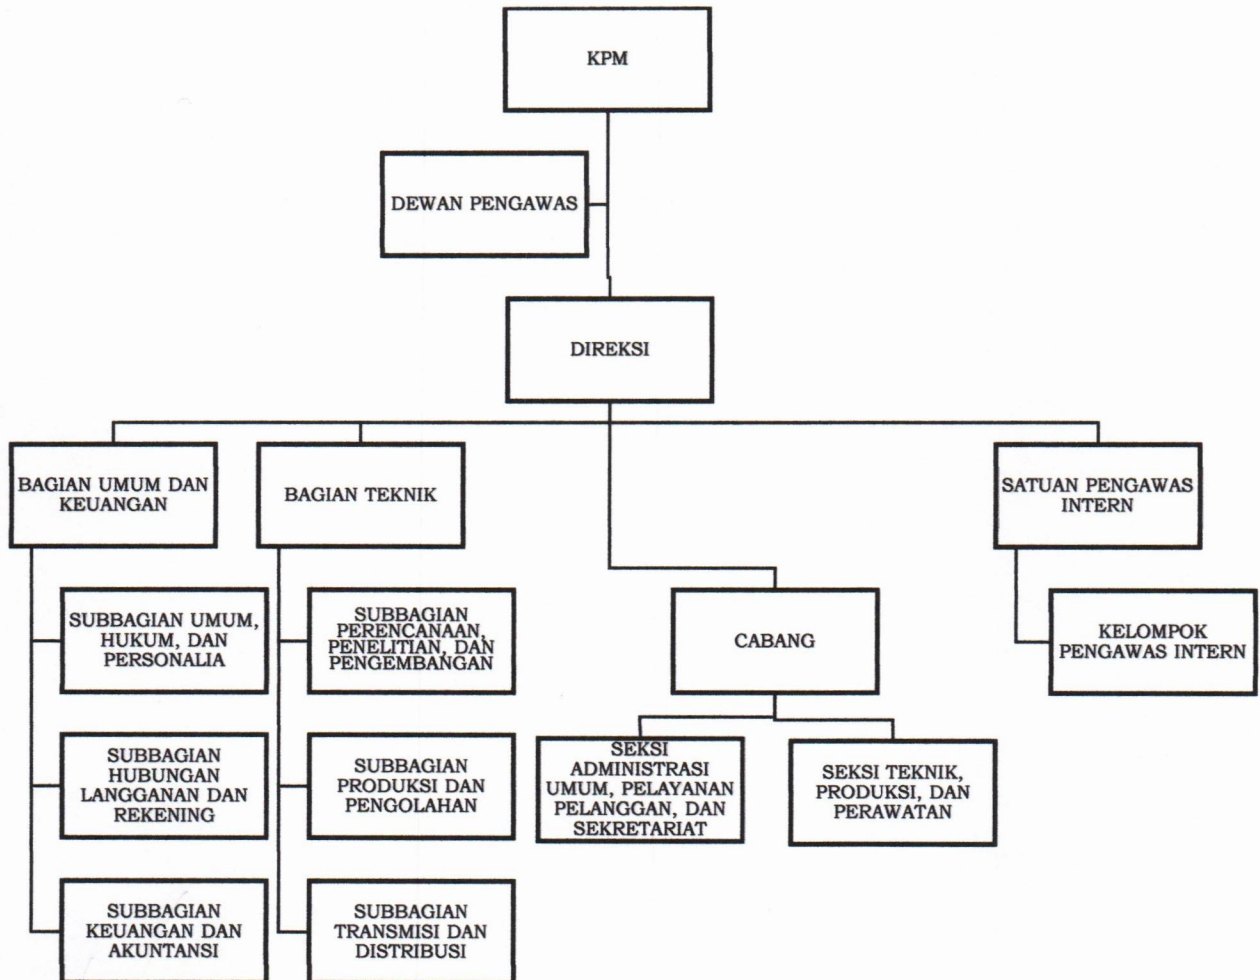 KPM
DEWAN PENGAWAS
DIREKSI
BAGIAN UMUM DAN
KEUANGAN
BAGIAN TEKNIK
SATUAN PENGAWAS
INTERN
SUBBAGIAN UMUM,
HUKUM, DAN
PERSONALIA
SUBBAGIAN
PERENCANAAN,
PENELITIAN, DAN
PENGEMBANGAN
CABANG
KELOMPOK
PENGAWAS INTERN
SUBBAGIAN
HUBUNGAN
LANGGANAN DAN
REKENING
SUBBAGIAN
PRODUKSI DAN
PENGOLAHAN
SEKSI
ADMINISTRASI
UMUM, PELAYANAN
PELANGGAN, DAN
SEKRETARIAT
SEKSI TEKNIK,
PRODUKSI, DAN
PERAWATAN
SUBBAGIAN
KEUANGAN DAN
AKUNTANSI
SUBBAGIAN
TRANSMISI DAN
DISTRIBUSI